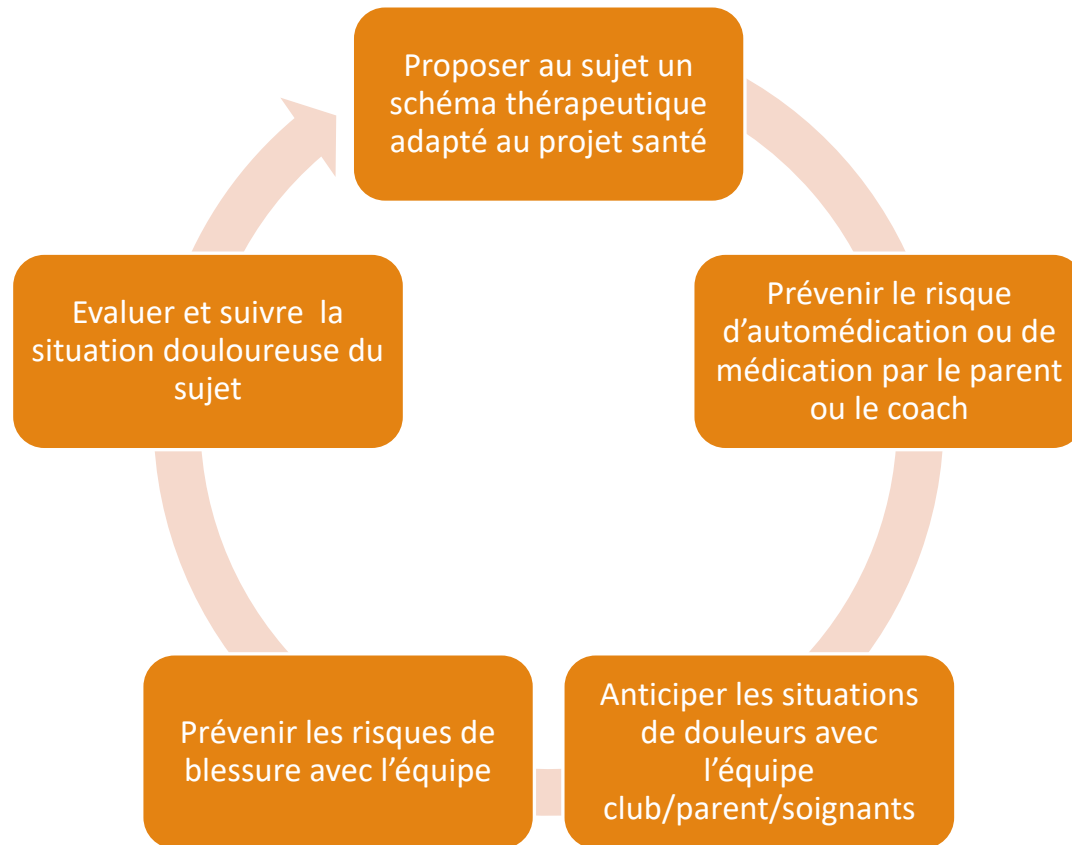 Proposer au sujet un
schéma thérapeutique
adapté au projet santé
Prévenir le risque
d’automédication ou de
médication par le parent
ou le coach
Anticiper les situations
de douleurs avec
l’équipe
club/parent/soignants
Prévenir les risques de
blessure avec l’équipe
Evaluer et suivre  la
situation douloureuse du
sujet